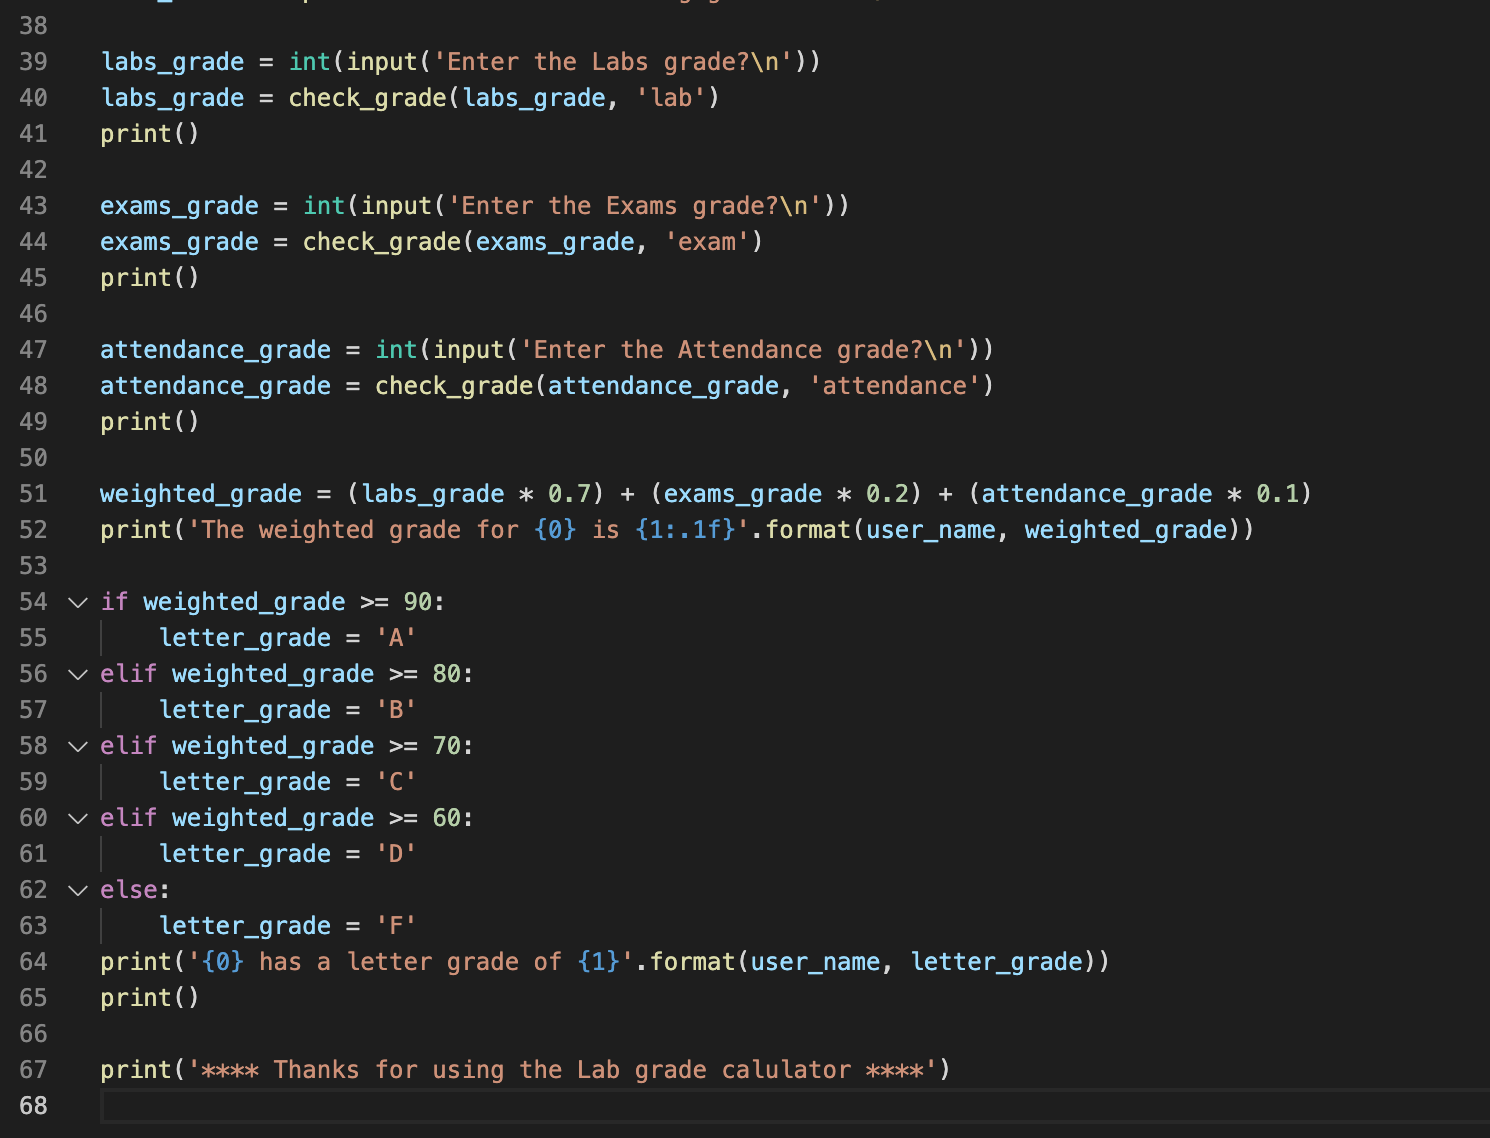 38
39 labs_grade = int(input('Enter the Labs grade?\n'))
40 labs_grade = check_grade(labs_grade, 'lab')
41 print()
42
43 exams_grade = int(input('Enter the Exams grade?\n'))
44 exams_grade = check_grade(exams_grade, 'exam')
45 print()
46
47 attendance_grade = int(input('Enter the Attendance grade?\n'))
48 attendance_grade = check_grade(attendance_grade, 'attendance')
49 print()
50
51 weighted_grade = (labs_grade * 0.7) + (exams_grade * 0.2) + (attendance_grade * 0.1)
52 print('The weighted grade for {0} is {1:.1f}'.format(user_name, weighted_grade))
53
54 if weighted_grade >= 90:
55     letter_grade = 'A'
56 elif weighted_grade >= 80:
57     letter_grade = 'B'
58 elif weighted_grade >= 70:
59     letter_grade = 'C'
60 elif weighted_grade >= 60:
61     letter_grade = 'D'
62 else:
63     letter_grade = 'F'
64 print('{0} has a letter grade of {1}'.format(user_name, letter_grade))
65 print()
66
67 print('**** Thanks for using the Lab grade calulator ****')
68